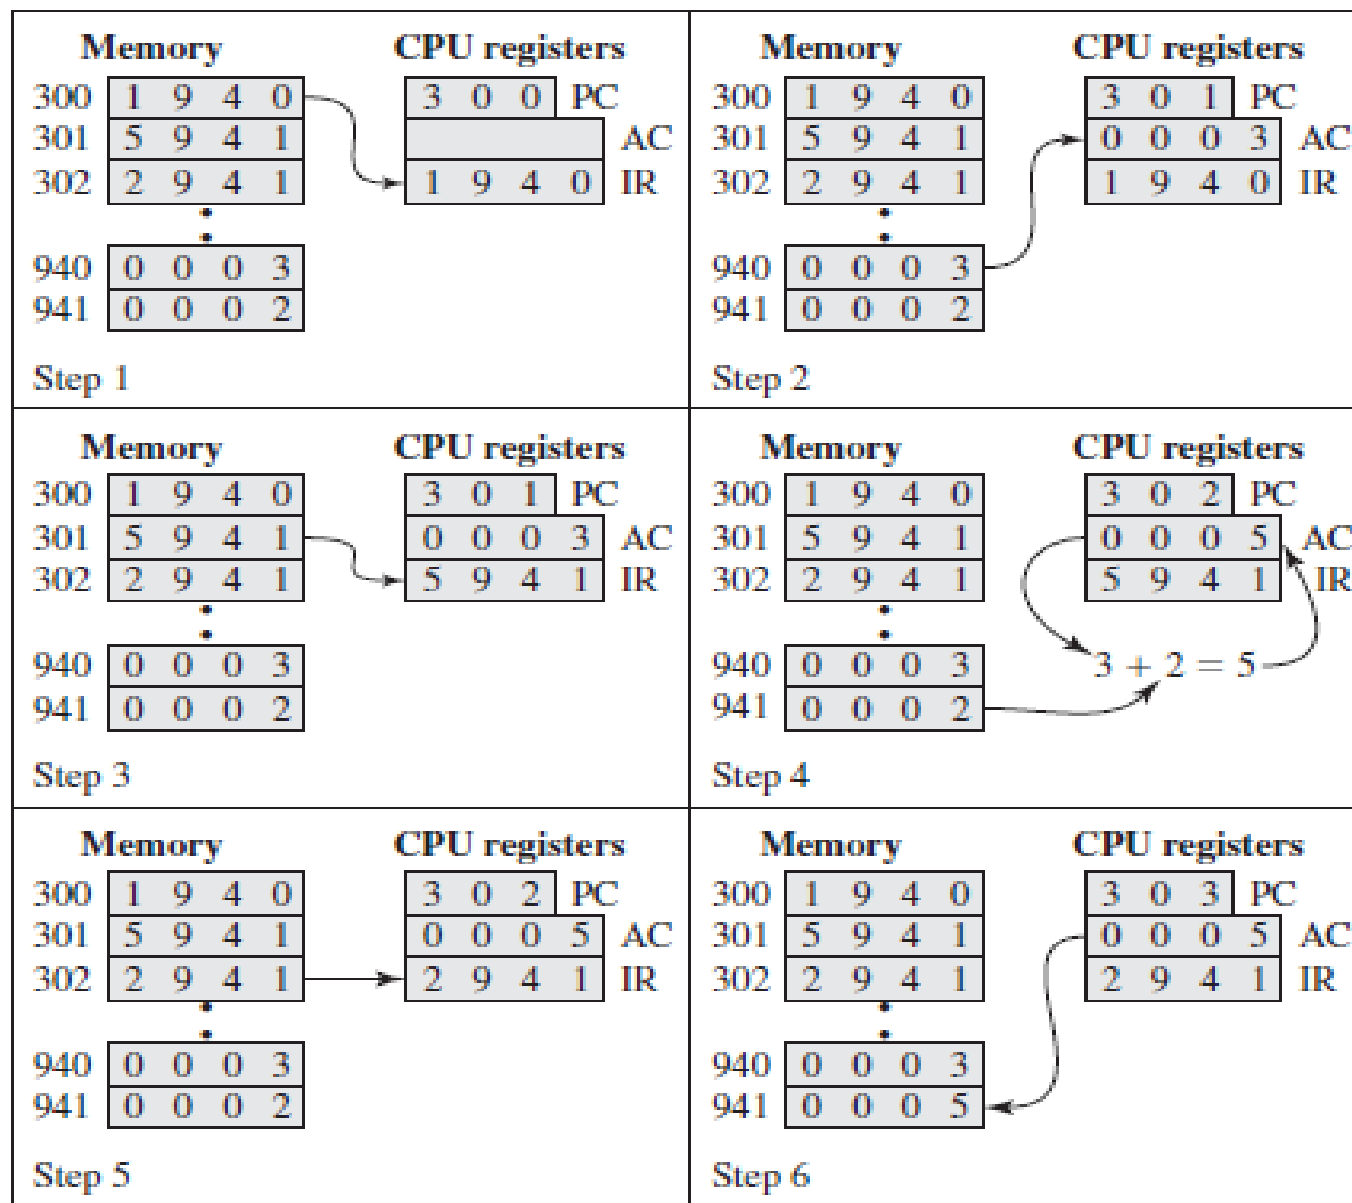 Memory CPU registers
300 1 9 4 0 3 0 0 PC
301 5 9 4 1 AC
302 2 9 4 1 1 9 4 0 IR
940 0 0 0 3
941 0 0 0 2
Step 1
Memory CPU registers
300 1 9 4 0 3 0 1 PC
301 5 9 4 1 0 0 0 3 AC
302 2 9 4 1 1 9 4 0 IR
940 0 0 0 3
941 0 0 0 2
Step 2
Memory CPU registers
300 1 9 4 0 3 0 1 PC
301 5 9 4 1 0 0 0 3 AC
302 2 9 4 1 5 9 4 1 IR
940 0 0 0 3
941 0 0 0 2
Step 3
Memory CPU registers
300 1 9 4 0 3 0 2 PC
301 5 9 4 1 0 0 0 5 AC
302 2 9 4 1 5 9 4 1 IR
940 0 0 0 3 3 + 2 = 5
941 0 0 0 2
Step 4
Memory CPU registers
300 1 9 4 0 3 0 2 PC
301 5 9 4 1 0 0 0 5 AC
302 2 9 4 1 2 9 4 1 IR
940 0 0 0 3
941 0 0 0 2
Step 5
Memory CPU registers
300 1 9 4 0 3 0 3 PC
301 5 9 4 1 0 0 0 5 AC
302 2 9 4 1 2 9 4 1 IR
940 0 0 0 3
941 0 0 0 5
Step 6